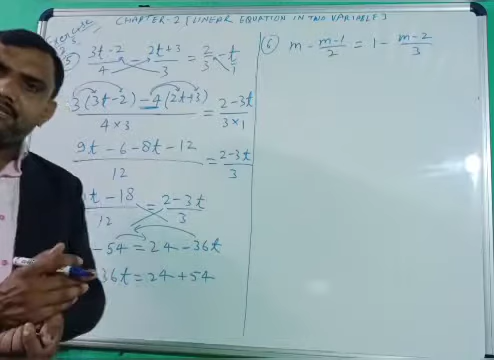 CHAPTER-2 [LINEAR EQUATION IN TWO VARIABLE]
Exercise
5) (3t-2)/4 - (2t+3)/3 = 2/3 - t/1
(3(3t-2) - 4(2t+3))/(4×3) = (2-3t)/(3×1)
(9t - 6 - 8t - 12)/12 = (2-3t)/3
t - 18/12 = (2-3t)/3
- 54 = 24 - 36t
36t = 24 + 54
⑥ m - (m-1)/2 = 1 - (m-2)/3